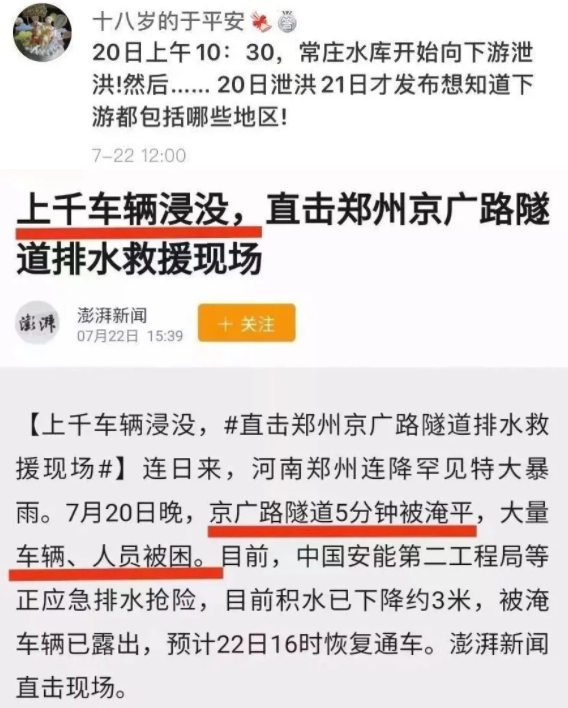 十八岁的于平安
20日上午10：30，常庄水库开始向下游泄
洪!然后…… 20日泄洪21日才发布想知道下
游都包括哪些地区!
7-22 12:00
上千车辆浸没，直击郑州京广路隧
道排水救援现场
澎湃
澎湃新闻
07月22日 15:39
＋ 关注
【上千车辆浸没，#直击郑州京广路隧道排水救
援现场#】连日来，河南郑州连降罕见特大暴
雨。7月20日晚，京广路隧道5分钟被淹平，大量
车辆、人员被困。目前，中国安能第二工程局等
正应急排水抢险，目前积水已下降约3米，被淹
车辆已露出，预计22日16时恢复通车。澎湃新闻
直击现场。